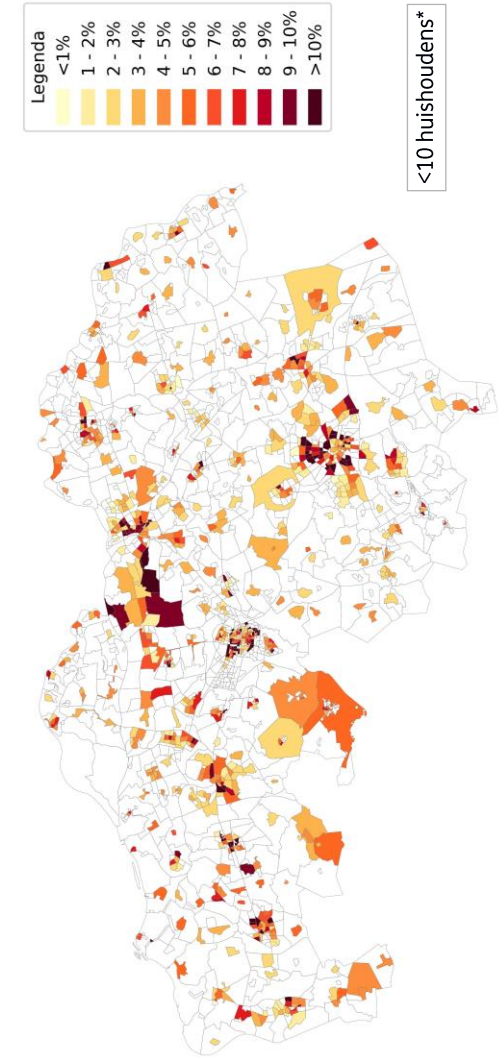 Legenda
<1%
1 - 2%
2 - 3%
3 - 4%
4 - 5%
5 - 6%
6 - 7%
7 - 8%
8 - 9%
9 - 10%
>10%
<10 huishoudens*